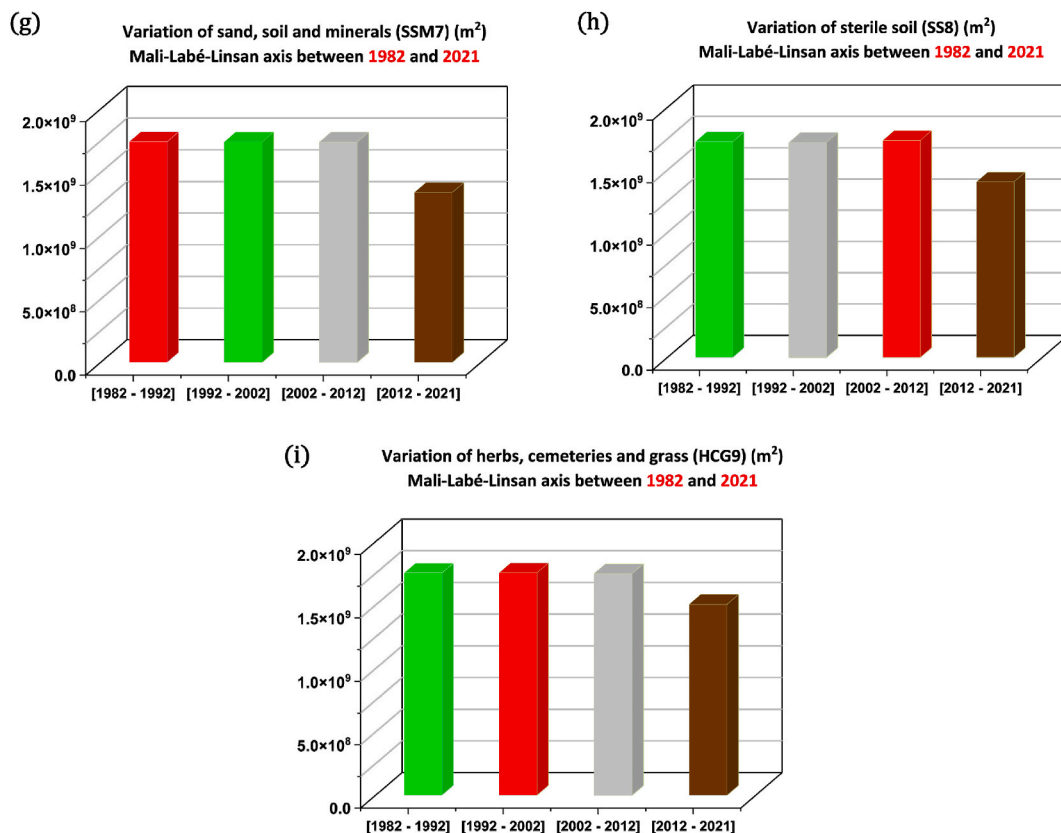 (g)
Variation of sand, soil and minerals (SSM7) (m²)
Mali-Labé-Linsan axis between 1982 and 2021
2.0×10⁹
1.5×10⁹
1.0×10⁹
5.0×10⁸
0.0
[1982 - 1992] [1992 - 2002] [2002 - 2012] [2012 - 2021]
(h)
Variation of sterile soil (SS8) (m²)
Mali-Labé-Linsan axis between 1982 and 2021
2.0×10⁹
1.5×10⁹
1.0×10⁹
5.0×10⁸
0.0
[1982 - 1992] [1992 - 2002] [2002 - 2012] [2012 - 2021]
(i)
Variation of herbs, cemeteries and grass (HCG9) (m²)
Mali-Labé-Linsan axis between 1982 and 2021
2.0×10⁹
1.5×10⁹
1.0×10⁹
5.0×10⁸
0.0
[1982 - 1992] [1992 - 2002] [2002 - 2012] [2012 - 2021]